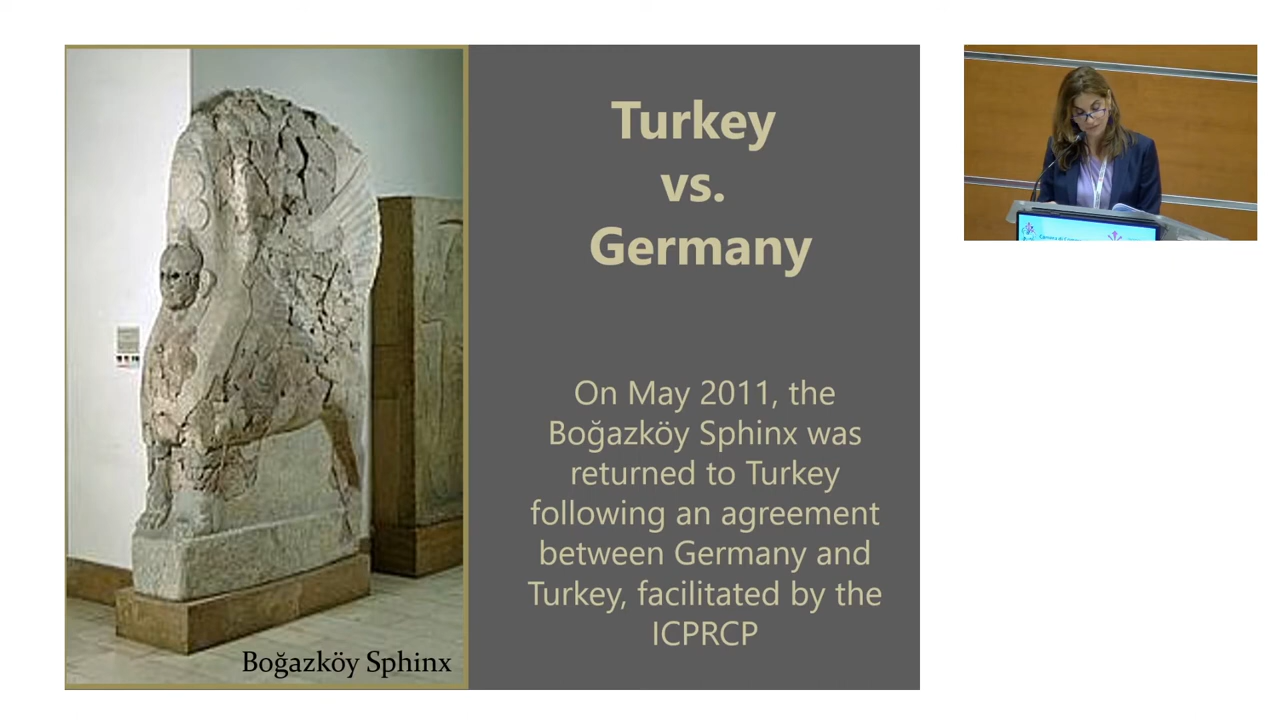 Turkey
vs.
Germany
On May 2011, the
Boğazköy Sphinx was
returned to Turkey
following an agreement
between Germany and
Turkey, facilitated by the
ICPRCP
Boğazköy Sphinx